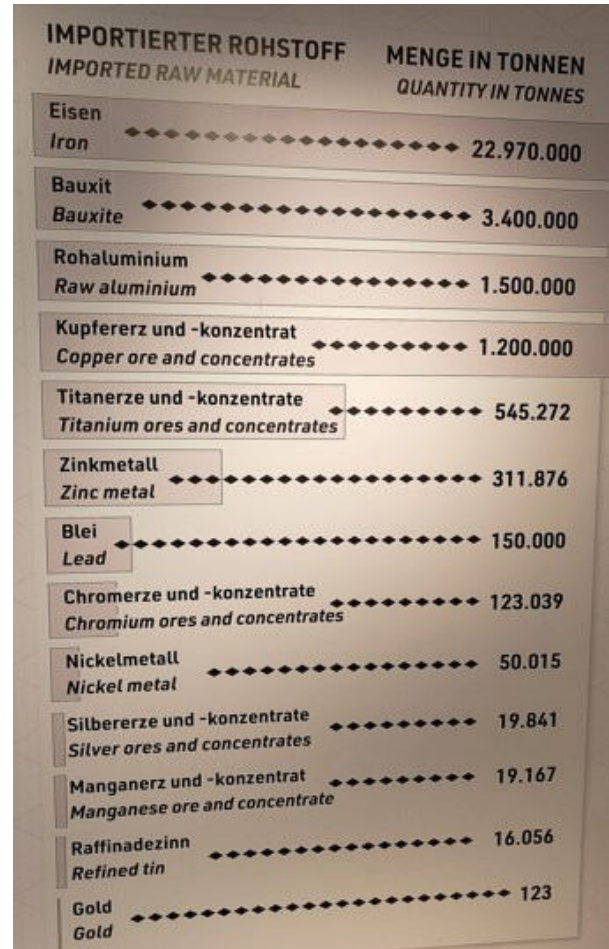 IMPORTIERTER ROHSTOFF MENGE IN TONNEN
IMPORTED RAW MATERIAL QUANTITY IN TONNES
Eisen
Iron 22.970.000
Bauxit
Bauxite 3.400.000
Rohaluminium
Raw aluminium 1.500.000
Kupfererz und -konzentrat
Copper ore and concentrates 1.200.000
Titanerze und -konzentrate
Titanium ores and concentrates 545.272
Zinkmetall
Zinc metal 311.876
Blei
Lead 150.000
Chromerze und -konzentrate
Chromium ores and concentrates 123.039
Nickelmetall
Nickel metal 50.015
Silbererze und -konzentrate
Silver ores and concentrates 19.841
Manganerz und -konzentrat
Manganese ore and concentrate 19.167
Raffinadezinn
Refined tin 16.056
Gold
Gold 123